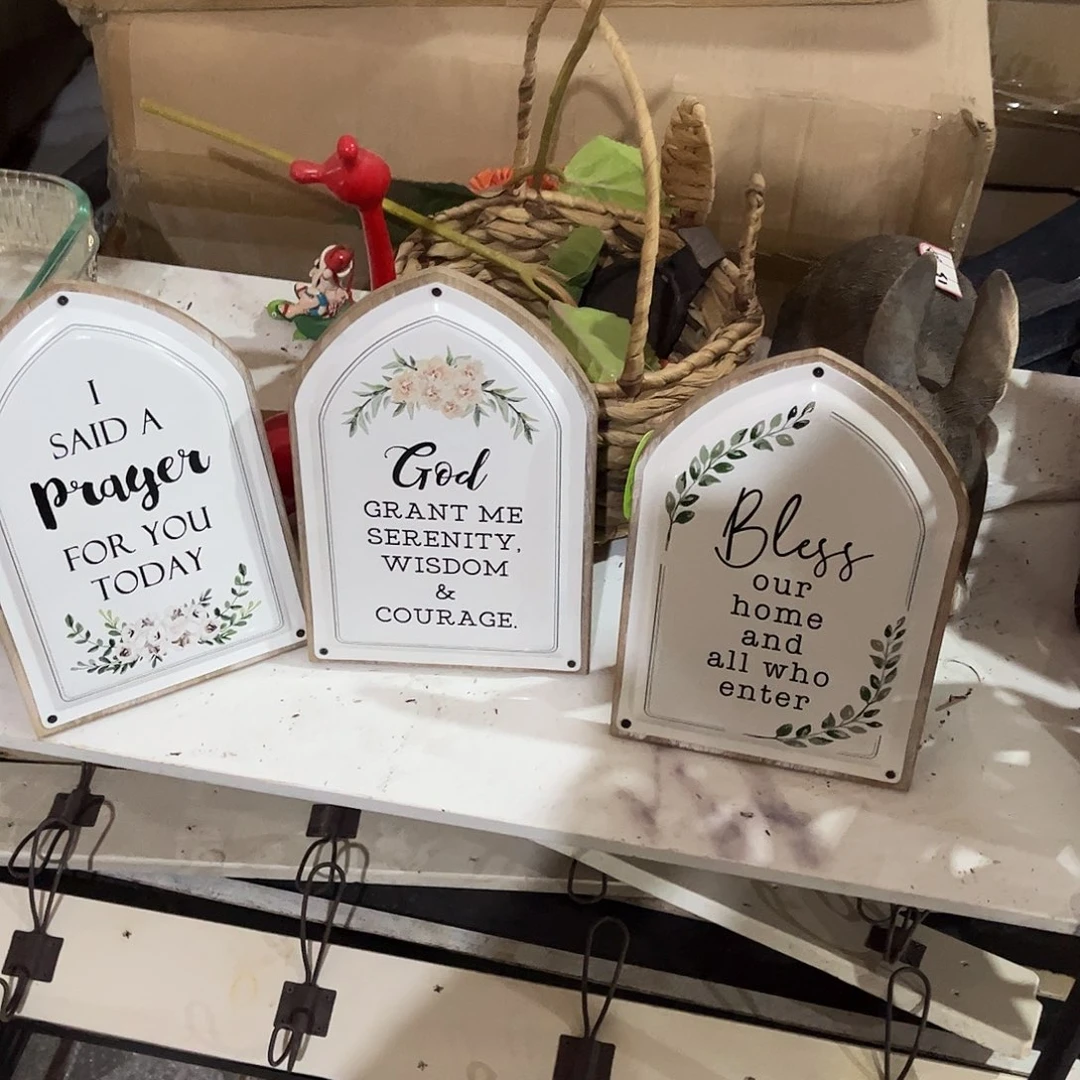 I
SAID A
prayer
FOR YOU
TODAY
God
GRANT ME
SERENITY,
WISDOM
&
COURAGE.
Bless
our
home
and
all who
enter